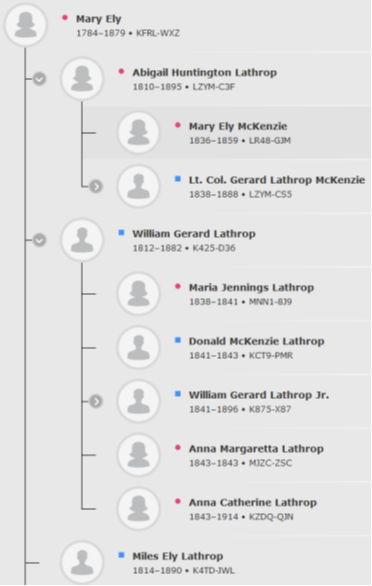 Mary Ely
1784–1879 • KFRL-WXZ
Abigail Huntington Lathrop
1810–1895 • LZYM-C3F
Mary Ely McKenzie
1836–1859 • LR48-GJM
Lt. Col. Gerard Lathrop McKenzie
1838–1888 • LZYM-CS5
William Gerard Lathrop
1812–1882 • K425-D36
Maria Jennings Lathrop
1838–1841 • MNN1-8J9
Donald McKenzie Lathrop
1841–1843 • KCT9-PMR
William Gerard Lathrop Jr.
1841–1896 • K875-X87
Anna Margaretta Lathrop
1843–1843 • MJZC-ZSC
Anna Catherine Lathrop
1843–1914 • KZDQ-QJN
Miles Ely Lathrop
1814–1890 • K4TD-JWL